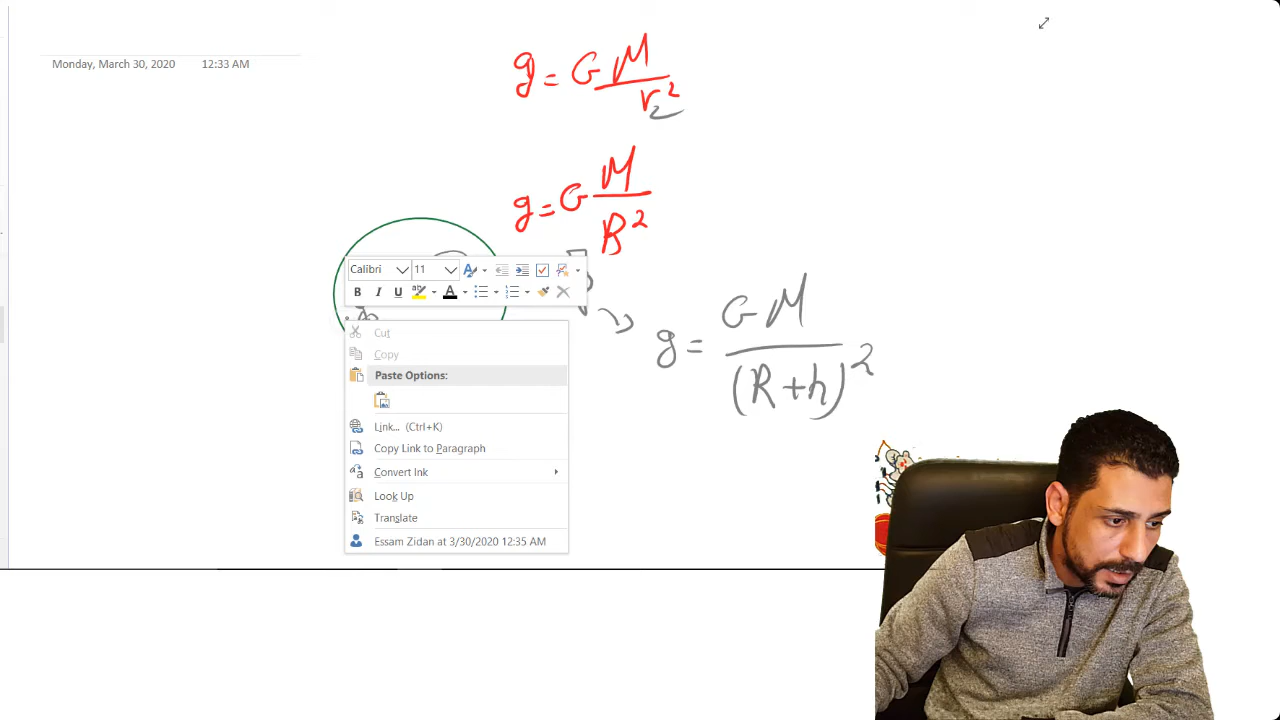 Monday, March 30, 2020 12:33 AM
g = G M / r²
g = G M / R²
Calibri 11
B I U ab A
g = G M / (R + h)²
Cut
Copy
Paste Options:
Link... (Ctrl+K)
Copy Link to Paragraph
Convert Ink
Look Up
Translate
Essam Zidan at 3/30/2020 12:35 AM